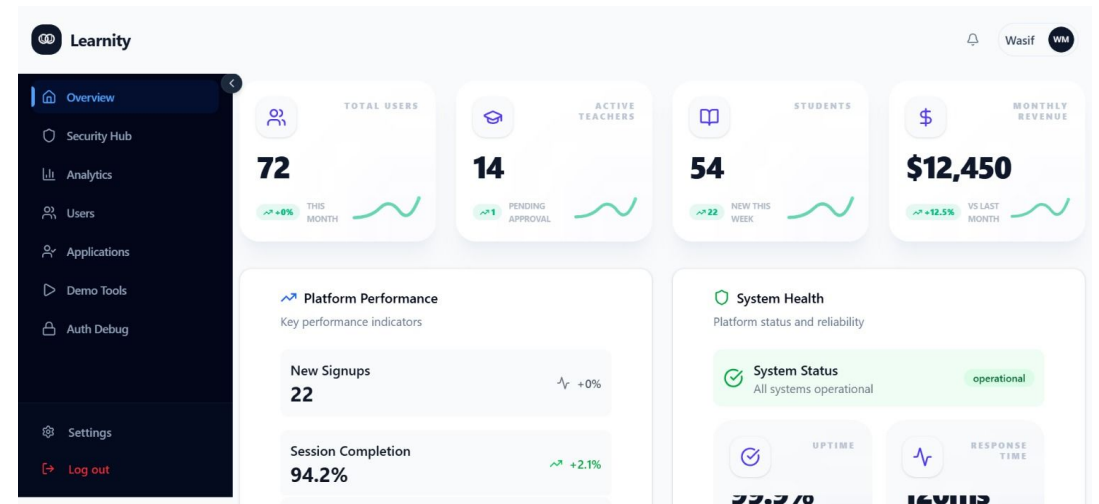 Learnity
Wasif
WM
Overview
Security Hub
Analytics
Users
Applications
Demo Tools
Auth Debug
Settings
Log out
TOTAL USERS
72
+0%
THIS
MONTH
ACTIVE
TEACHERS
14
1
PENDING
APPROVAL
STUDENTS
54
22
NEW THIS
WEEK
MONTHLY
REVENUE
$12,450
+12.5%
VS LAST
MONTH
Platform Performance
Key performance indicators
New Signups
22
+0%
Session Completion
94.2%
+2.1%
System Health
Platform status and reliability
System Status
All systems operational
operational
UPTIME
99.9%
RESPONSE
TIME
120ms